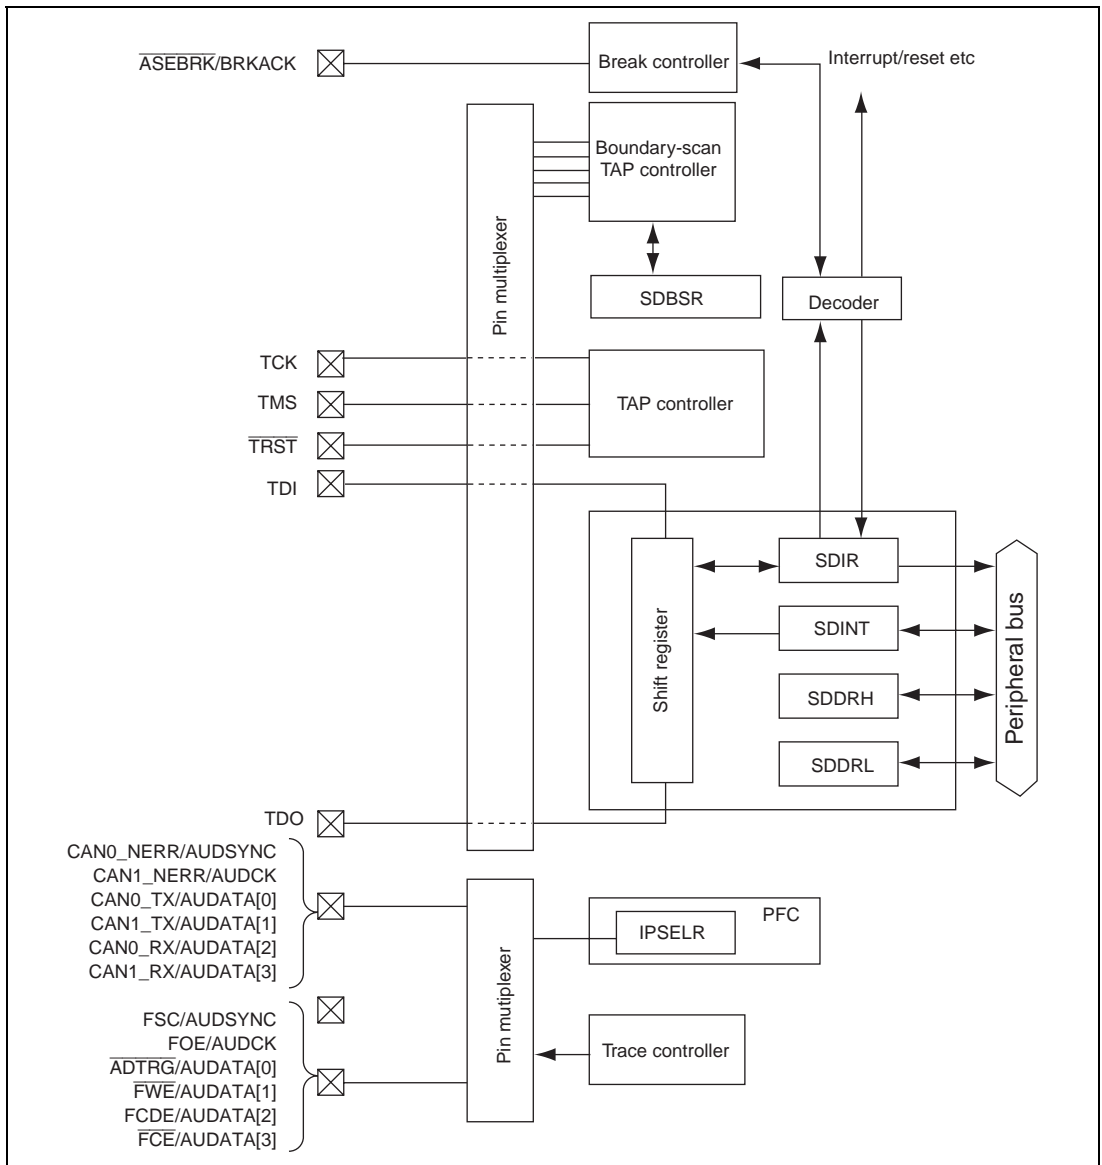 ASEBRK/BRKACK
Break controller
Interrupt/reset etc
Boundary-scan
TAP controller
Pin multiplexer
SDBSR
Decoder
TCK
TMS
TRST
TDI
TAP controller
Shift register
SDIR
SDINT
SDDRH
SDDRL
Peripheral bus
TDO
CAN0_NERR/AUDSYNC
CAN1_NERR/AUDCK
CAN0_TX/AUDATA[0]
CAN1_TX/AUDATA[1]
CAN0_RX/AUDATA[2]
CAN1_RX/AUDATA[3]
Pin mutiplexer
PFC
IPSELR
Trace controller
FSC/AUDSYNC
FOE/AUDCK
ADTRG/AUDATA[0]
FWE/AUDATA[1]
FCDE/AUDATA[2]
FCE/AUDATA[3]